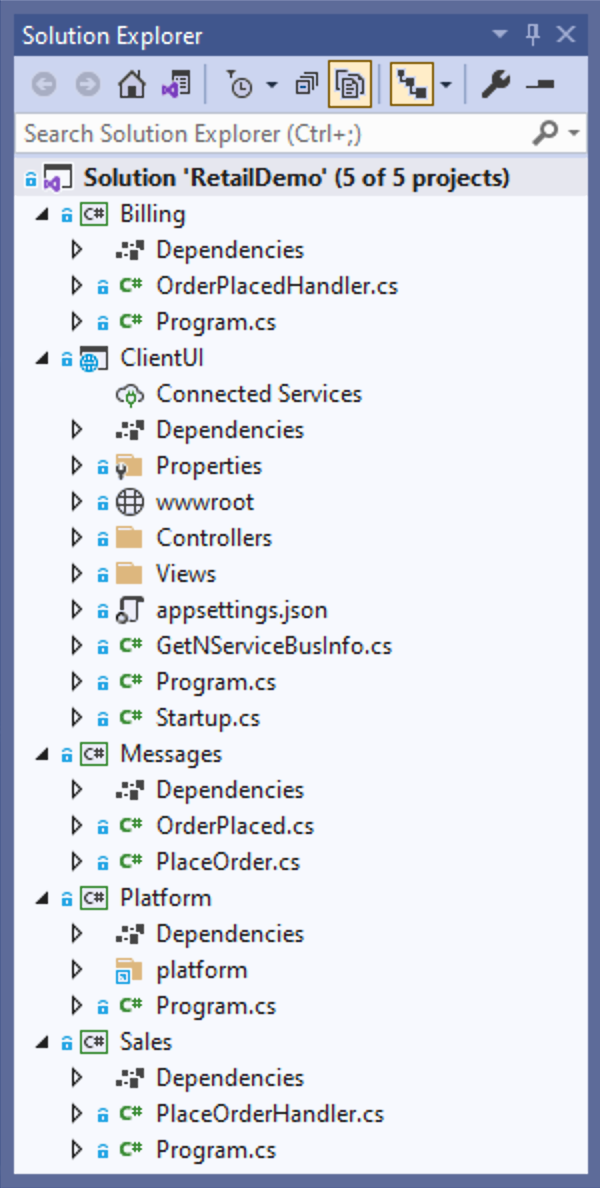 Solution Explorer
Search Solution Explorer (Ctrl+;)
Solution 'RetailDemo' (5 of 5 projects)
C# Billing
Dependencies
C# OrderPlacedHandler.cs
C# Program.cs
ClientUI
Connected Services
Dependencies
Properties
wwwroot
Controllers
Views
appsettings.json
C# GetNServiceBusInfo.cs
C# Program.cs
C# Startup.cs
C# Messages
Dependencies
C# OrderPlaced.cs
C# PlaceOrder.cs
C# Platform
Dependencies
platform
C# Program.cs
C# Sales
Dependencies
C# PlaceOrderHandler.cs
C# Program.cs